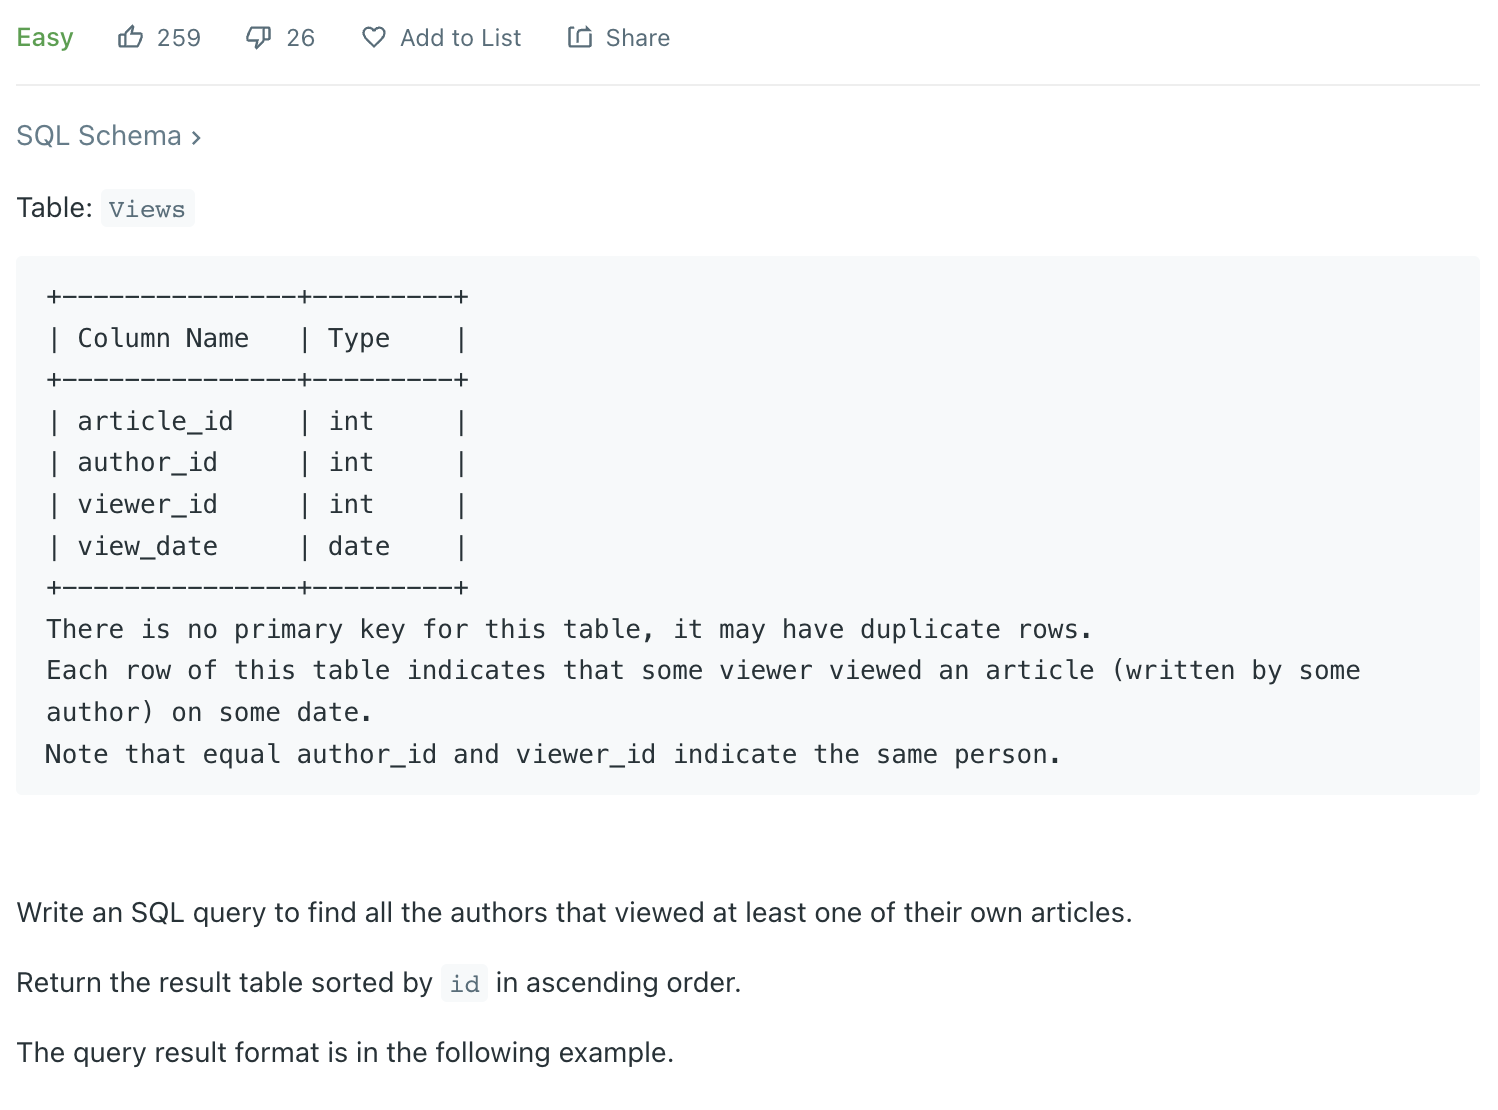 Easy 259 26 Add to List Share
SQL Schema >
Table: Views
+---------------+---------+
| Column Name   | Type    |
+---------------+---------+
| article_id    | int     |
| author_id     | int     |
| viewer_id     | int     |
| view_date     | date    |
+---------------+---------+
There is no primary key for this table, it may have duplicate rows.
Each row of this table indicates that some viewer viewed an article (written by some
author) on some date.
Note that equal author_id and viewer_id indicate the same person.
Write an SQL query to find all the authors that viewed at least one of their own articles.
Return the result table sorted by id in ascending order.
The query result format is in the following example.